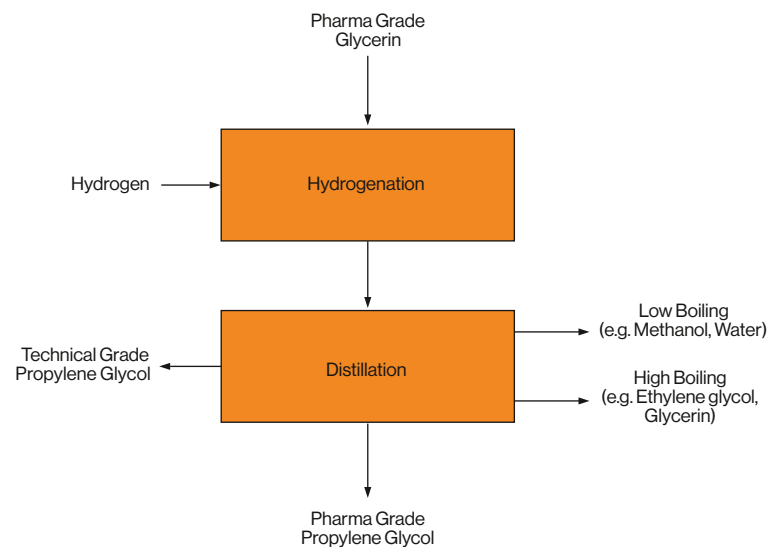 Pharma Grade
Glycerin
Hydrogen
Hydrogenation
Low Boiling
(e.g. Methanol, Water)
Technical Grade
Propylene Glycol
Distillation
High Boiling
(e.g. Ethylene glycol,
Glycerin)
Pharma Grade
Propylene Glycol